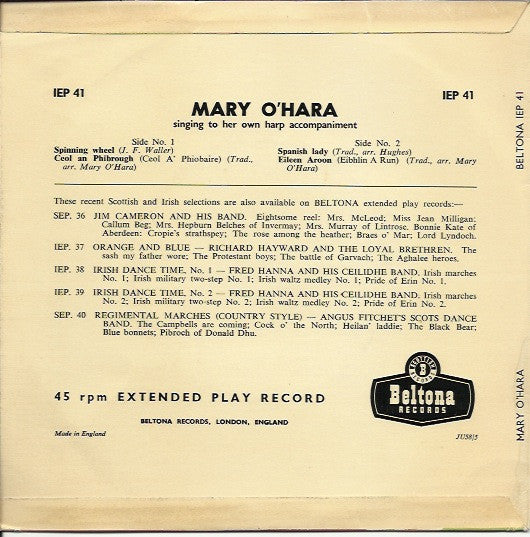 IEP 41
IEP 41
MARY O'HARA
singing to her own harp accompaniment
Side No. 1
Spinning wheel (J. F. Waller)
Ceol an Phibrough (Ceol A' Phiobaire) (Trad.,
arr. Mary O'Hara)
Side No. 2
Spanish lady (Trad., arr. Hughes)
Eileen Aroon (Eibhlin A Run) (Trad., arr. Mary
O'Hara)
These recent Scottish and Irish selections are also available on BELTONA extended play records:—
SEP. 36 JIM CAMERON AND HIS BAND. Eightsome reel: Mrs. McLeod; Miss Jean Milligan;
Callum Beg; Mrs. Hepburn Belches of Invermay; Mrs. Murray of Lintrose. Bonnie Kate of
Aberdeen: Cropie's strathspey; The rose among the heather; Braes o' Mar; Lord Lyndoch.
IEP. 37 ORANGE AND BLUE — RICHARD HAYWARD AND THE LOYAL BRETHREN. The
sash my father wore; The Protestant boys; The battle of Garvach; The Aghalee heroes.
IEP. 38 IRISH DANCE TIME, No. 1 — FRED HANNA AND HIS CEILIDHE BAND. Irish marches
No. 1; Irish military two-step No. 1; Irish waltz medley No. 1; Pride of Erin No. 1.
IEP. 39 IRISH DANCE TIME, No. 2 — FRED HANNA AND HIS CEILIDHE BAND. Irish marches
No. 2; Irish military two-step No. 2; Irish waltz medley No. 2; Pride of Erin No. 2.
SEP. 40 REGIMENTAL MARCHES (COUNTRY STYLE) — ANGUS FITCHET'S SCOTS DANCE
BAND. The Campbells are coming; Cock o' the North; Heilan' laddie; The Black Bear;
Blue bonnets; Pibroch of Donald Dhu.
45 rpm EXTENDED PLAY RECORD
BELTONA RECORDS, LONDON, ENGLAND
Made in England
B
Beltona
RECORDS
JU58/5
BELTONA IEP 41
MARY O'HARA